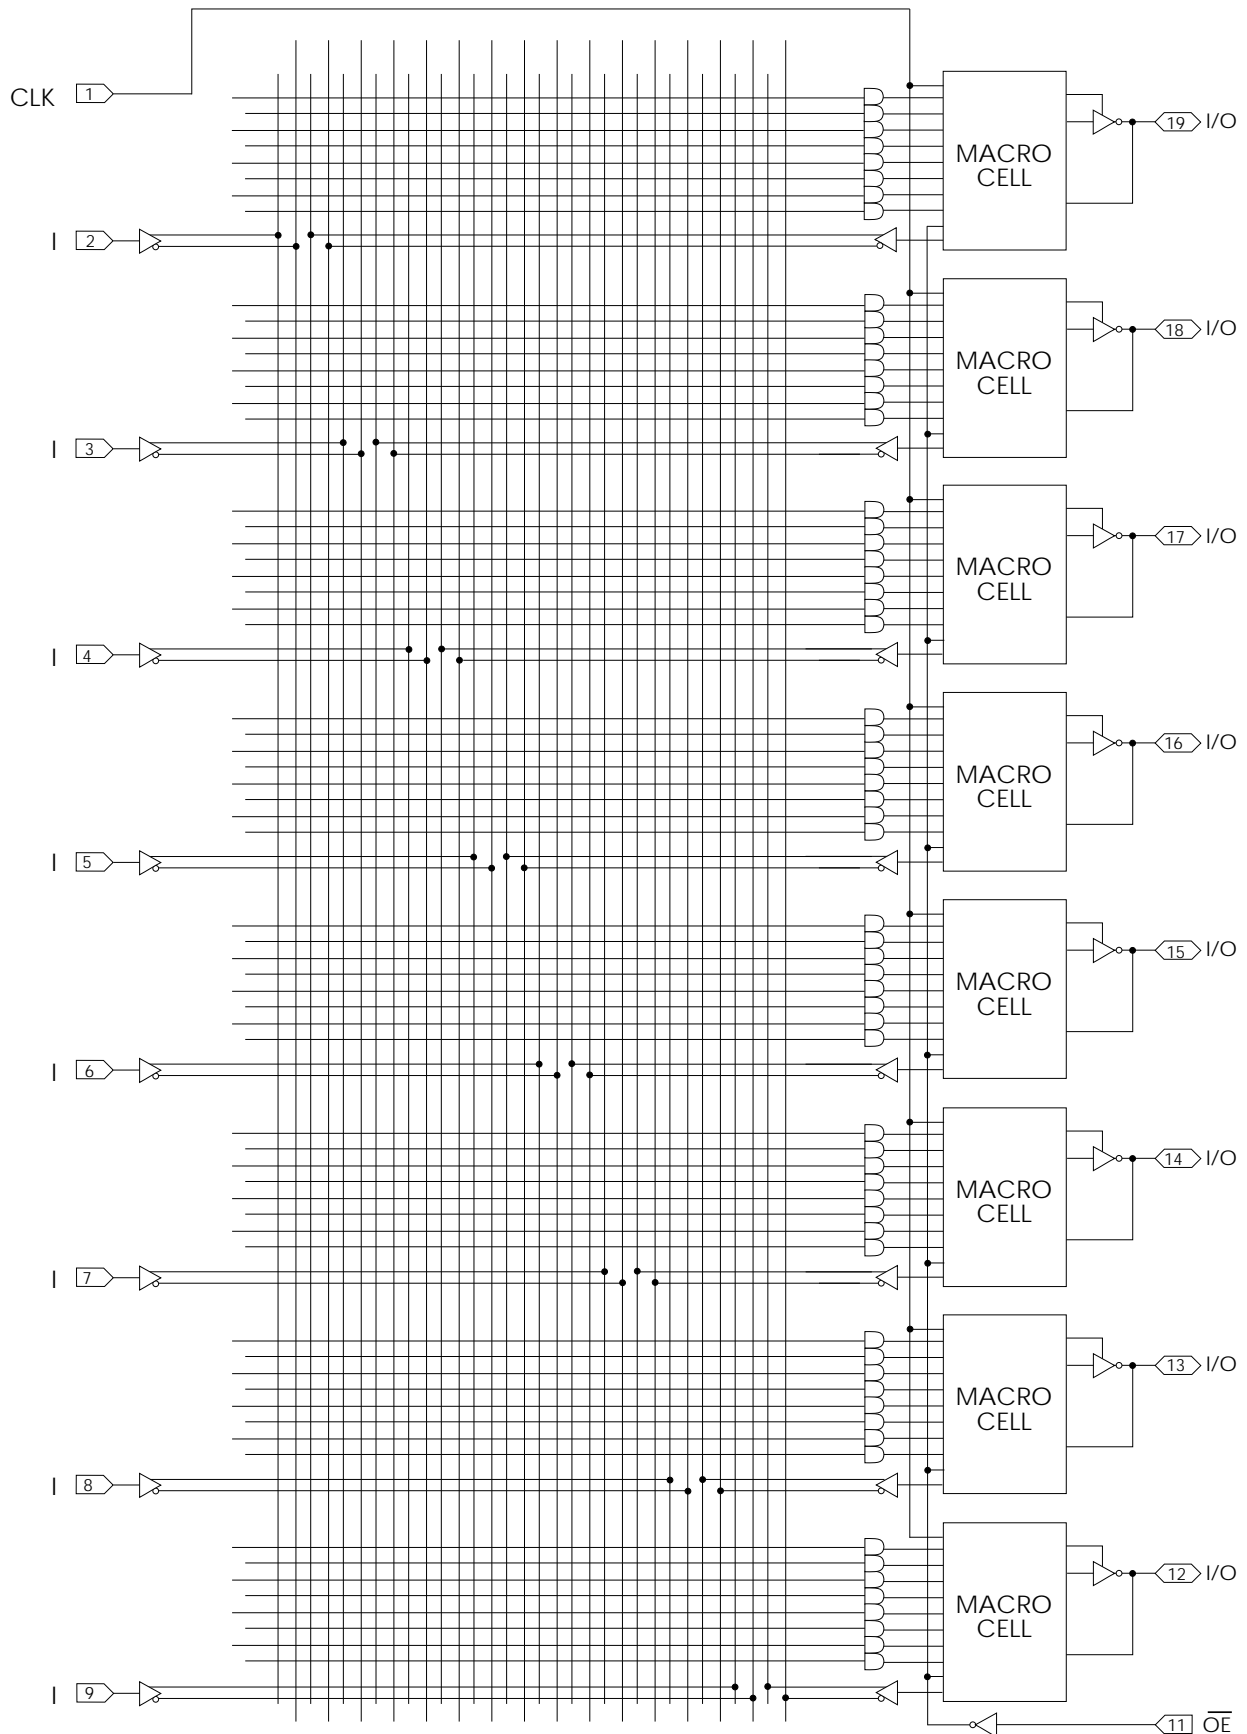 CLK 1
MACRO
CELL
19 I/O
I 2
MACRO
CELL
18 I/O
I 3
MACRO
CELL
17 I/O
I 4
MACRO
CELL
16 I/O
I 5
MACRO
CELL
15 I/O
I 6
MACRO
CELL
14 I/O
I 7
MACRO
CELL
13 I/O
I 8
MACRO
CELL
12 I/O
I 9
11 O̅E̅